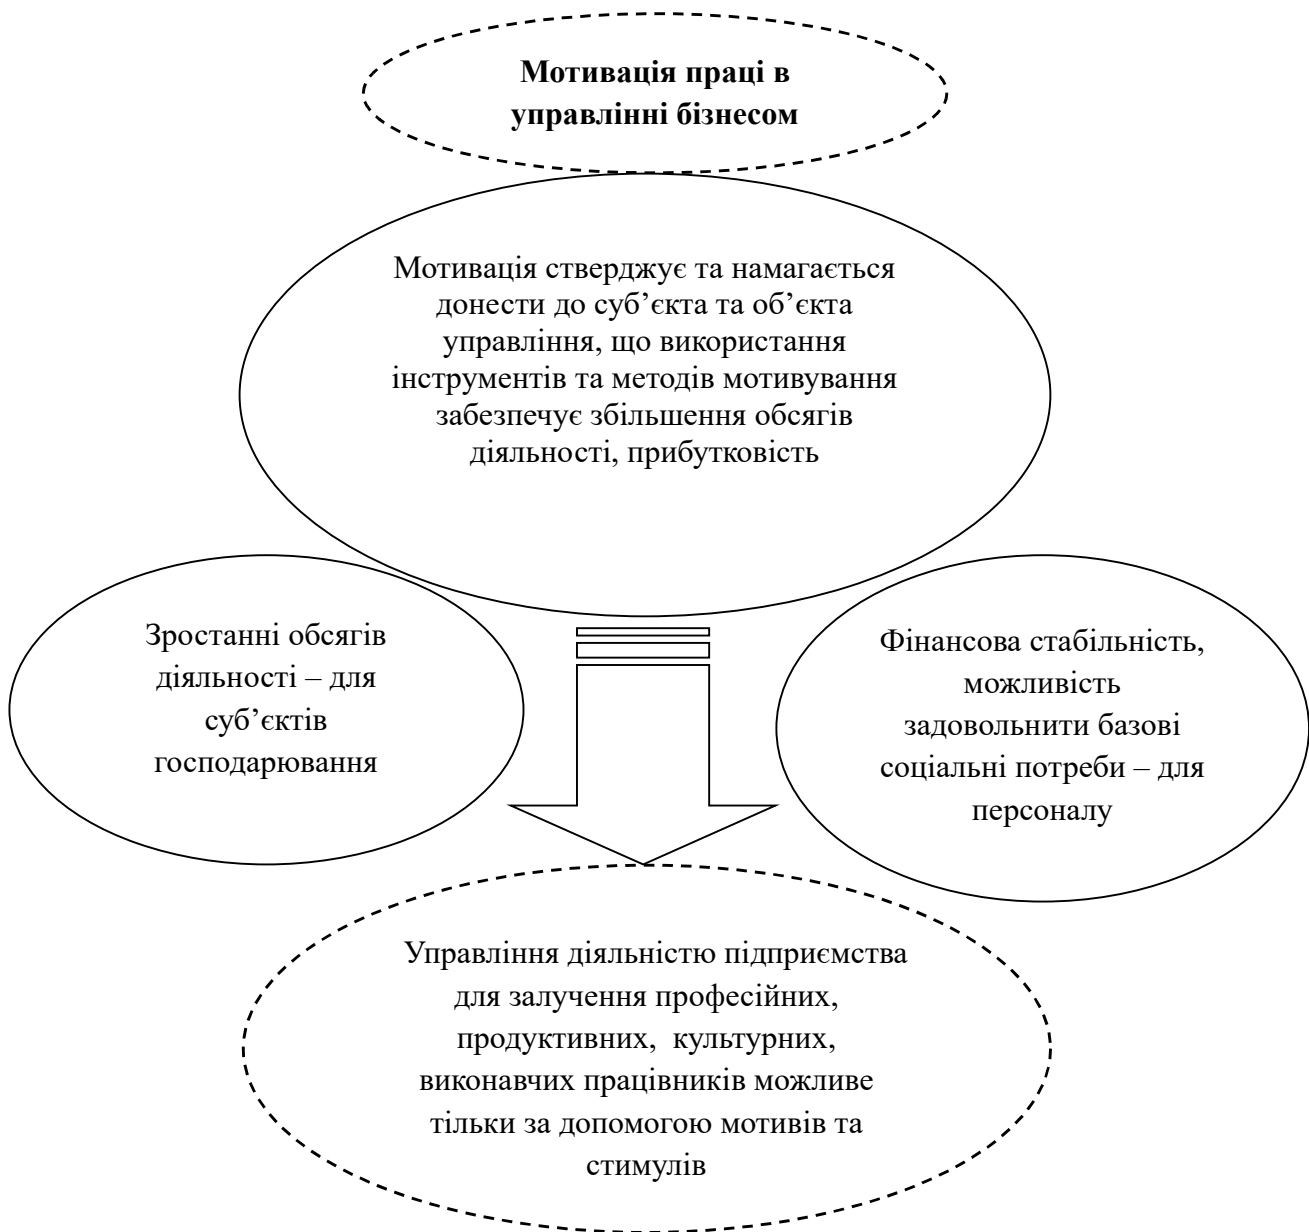 Мотивація праці в
управлінні бізнесом
Мотивація стверджує та намагається
донести до суб’єкта та об’єкта
управління, що використання
інструментів та методів мотивування
забезпечує збільшення обсягів
діяльності, прибутковість
Зростанні обсягів
діяльності – для
суб’єктів
господарювання
Фінансова стабільність,
можливість
задовольнити базові
соціальні потреби – для
персоналу
Управління діяльністю підприємства
для залучення професійних,
продуктивних, культурних,
виконавчих працівників можливе
тільки за допомогою мотивів та
стимулів